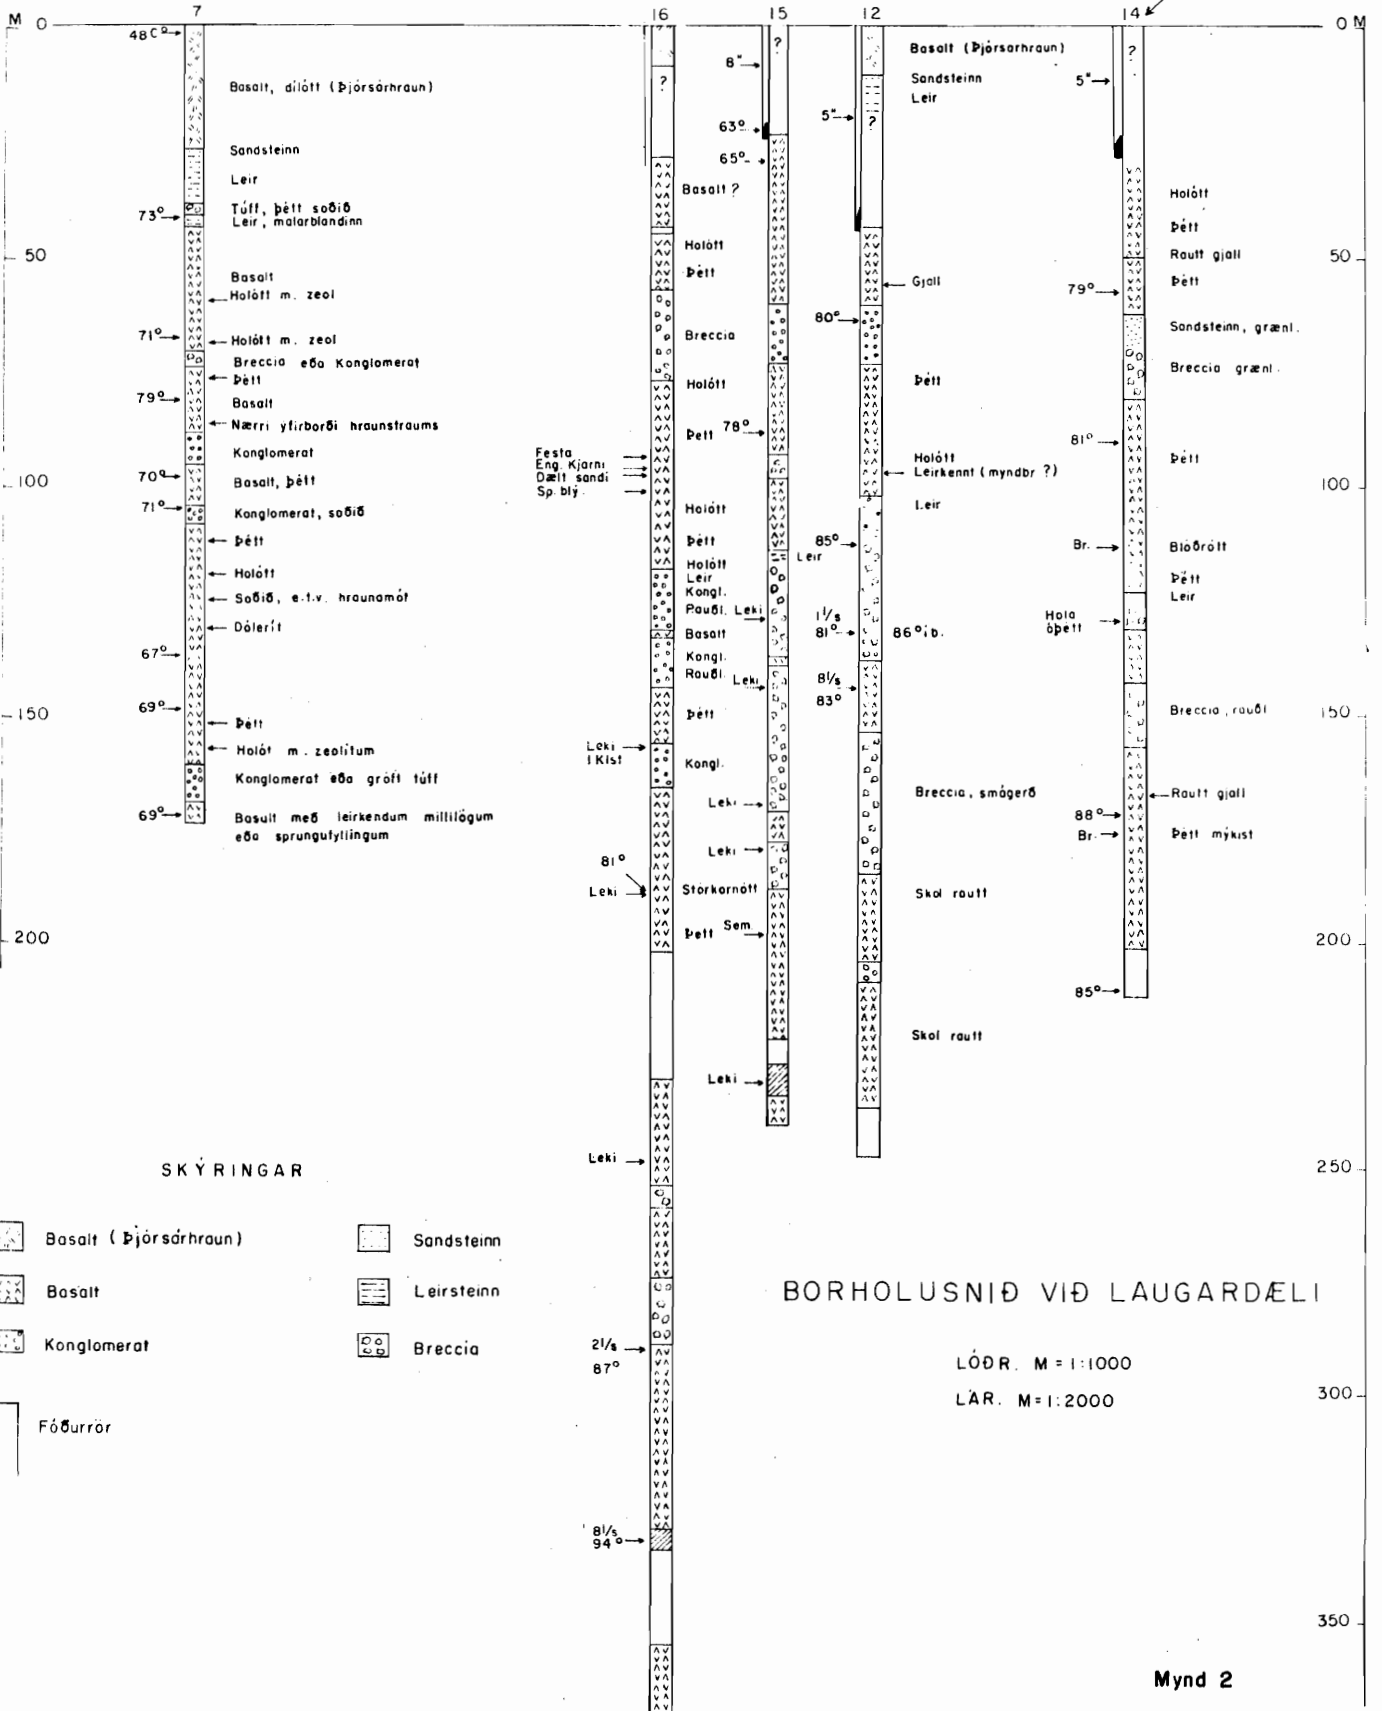 M
0
7
16
15
12
14
0 M
50
100
150
200
50
100
150
200
250
300
350
48C°
Basalt, dílótt (Þjórsárhraun)
Sandsteinn
Leir
Túff, þétt soðið
73°
Leir, malarblandinn
Basalt
Holótt m. zeol
71°
Holótt m. zeol
Breccia eða Konglomerat
Þétt
79°
Basalt
Nærri yfirborði hraunstraums
Konglomerat
70°
Basalt, þétt
71°
Konglomerat, soðið
Þétt
Holótt
Soðið, e.t.v. hraunamót
Dólerít
67°
69°
Þétt
Holót m. zeolítum
Konglomerat eða gróft túff
69°
Basalt með leirkendum millilögum
eða sprungufyllingum
?
Basalt ?
Holótt
Þétt
Breccia
Holótt
Þétt
Festa
Eng. Kjarni
Dælt sandi
Sp. blý.
Holótt
Þétt
Holótt
Leir
Kongl.
Rauðl.
Basalt
Kongl.
Rauðl.
Þétt
Leki
1 Kist
Kongl.
81°
Leki
Stórkornótt
Þett
Leki
2 l/s
87°
8 l/s
94°
?
8"
63°
65°
78°
Leir
Leki
Leki
Leki
Leki
Sem.
Leki
Basalt (Þjórsárhraun)
Sandsteinn
Leir
5"
?
Gjall
80°
Þétt
Holótt
Leirkennt (myndbr ?)
Leir
85°
1 l/s
81°
86° í b.
8 l/s
83°
Breccia, smágerð
Skol rautt
Skol rautt
?
5"
Holótt
Þétt
Rautt gjall
79°
Þétt
Sandsteinn, grænl.
Breccia grænl.
81°
Þétt
Br.
Blöðrótt
Þétt
Leir
Hola
óþétt
Breccia, rauðl
Rautt gjall
88°
Br.
Þétt mýkist
85°
SKÝRINGAR
Basalt (Þjórsárhraun)
Sandsteinn
Basalt
Leirsteinn
Konglomerat
Breccia
Fóðurrör
BORHOLUSNIÐ VIÐ LAUGARDÆLI
LÓÐR. M = 1:1000
LÁR. M=1:2000
Mynd 2